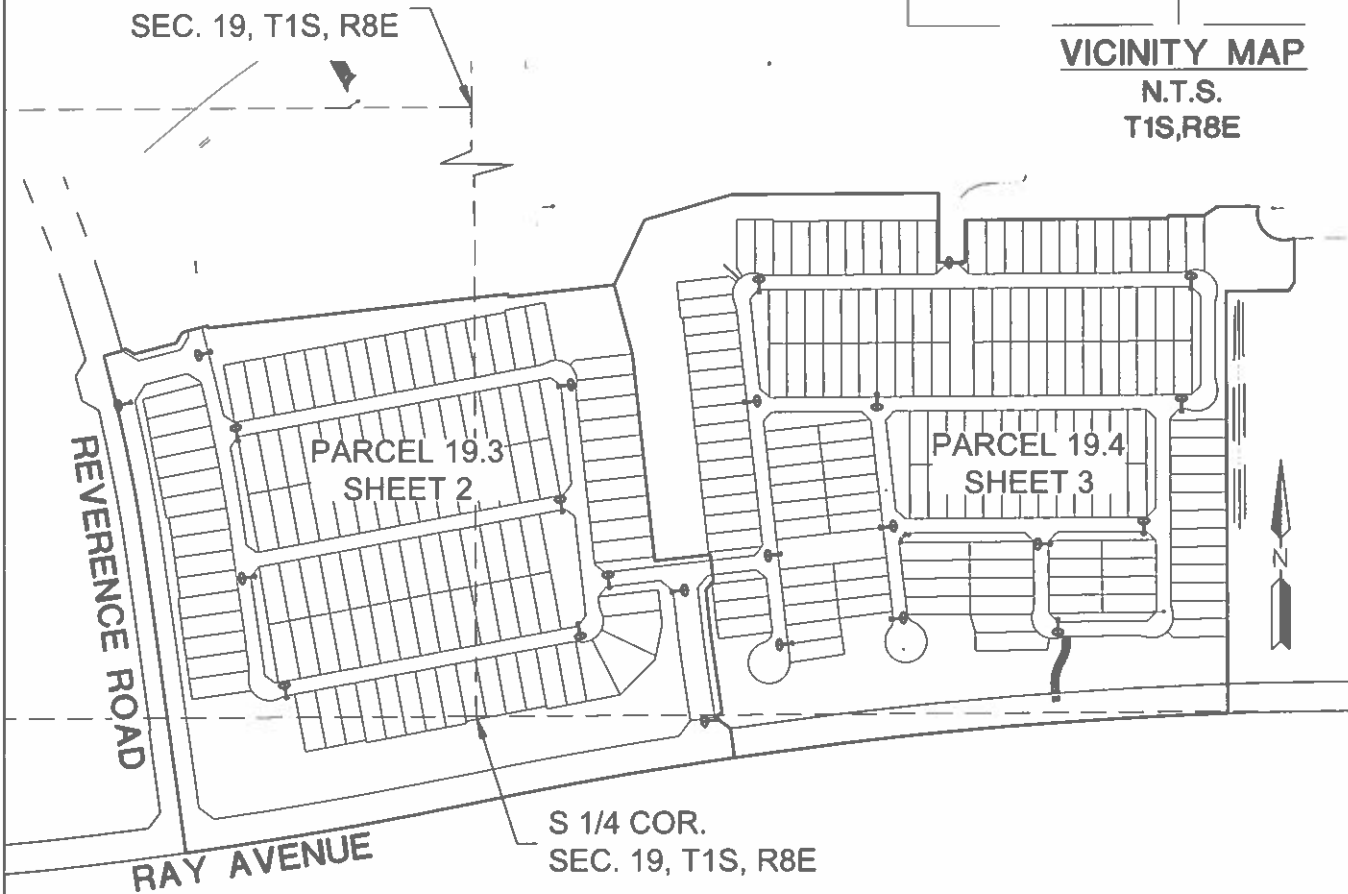 SEC. 19, T1S, R8E
VICINITY MAP
N.T.S.
T1S,R8E
PARCEL 19.3
SHEET 2
PARCEL 19.4
SHEET 3
N
REVERENCE ROAD
RAY AVENUE
S 1/4 COR.
SEC. 19, T1S, R8E